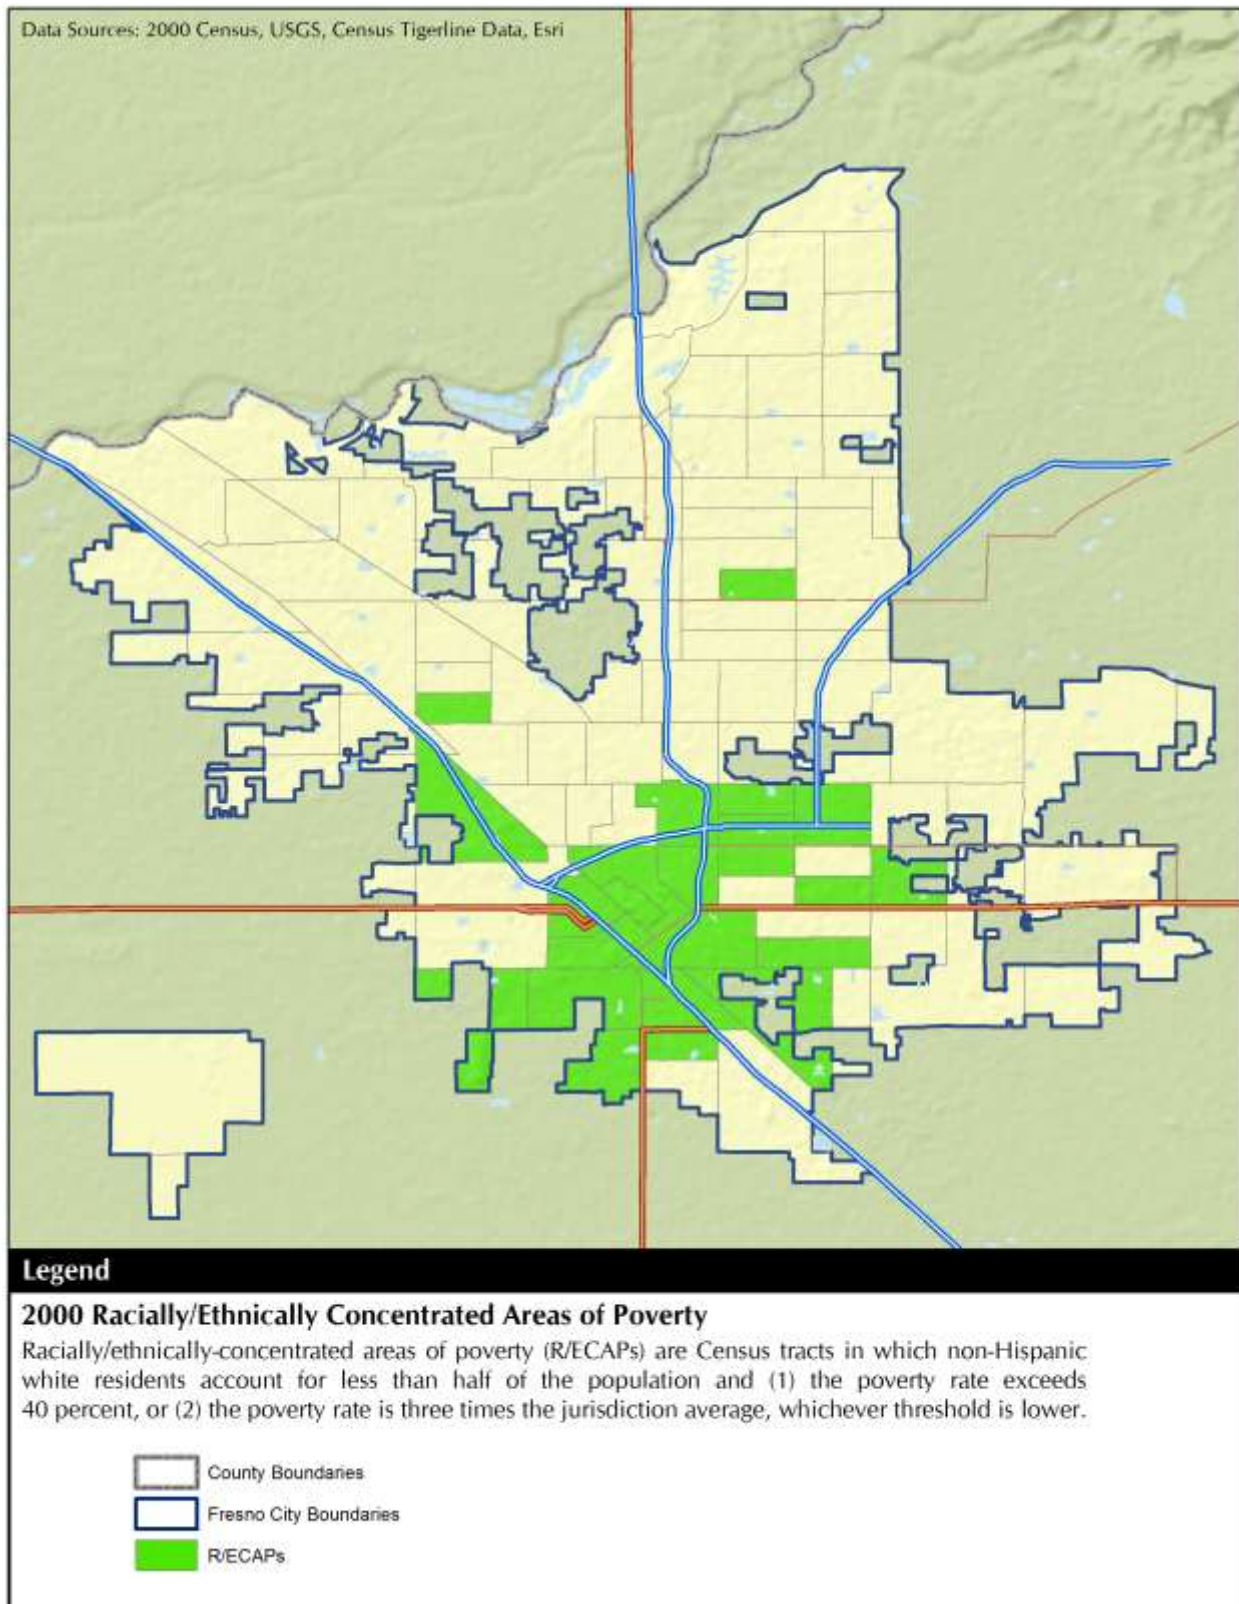 Data Sources: 2000 Census, USGS, Census Tigerline Data, Esri
Legend
2000 Racially/Ethnically Concentrated Areas of Poverty
Racially/ethnically-concentrated areas of poverty (R/ECAPs) are Census tracts in which non-Hispanic
white residents account for less than half of the population and (1) the poverty rate exceeds
40 percent, or (2) the poverty rate is three times the jurisdiction average, whichever threshold is lower.
County Boundaries
Fresno City Boundaries
R/ECAPs